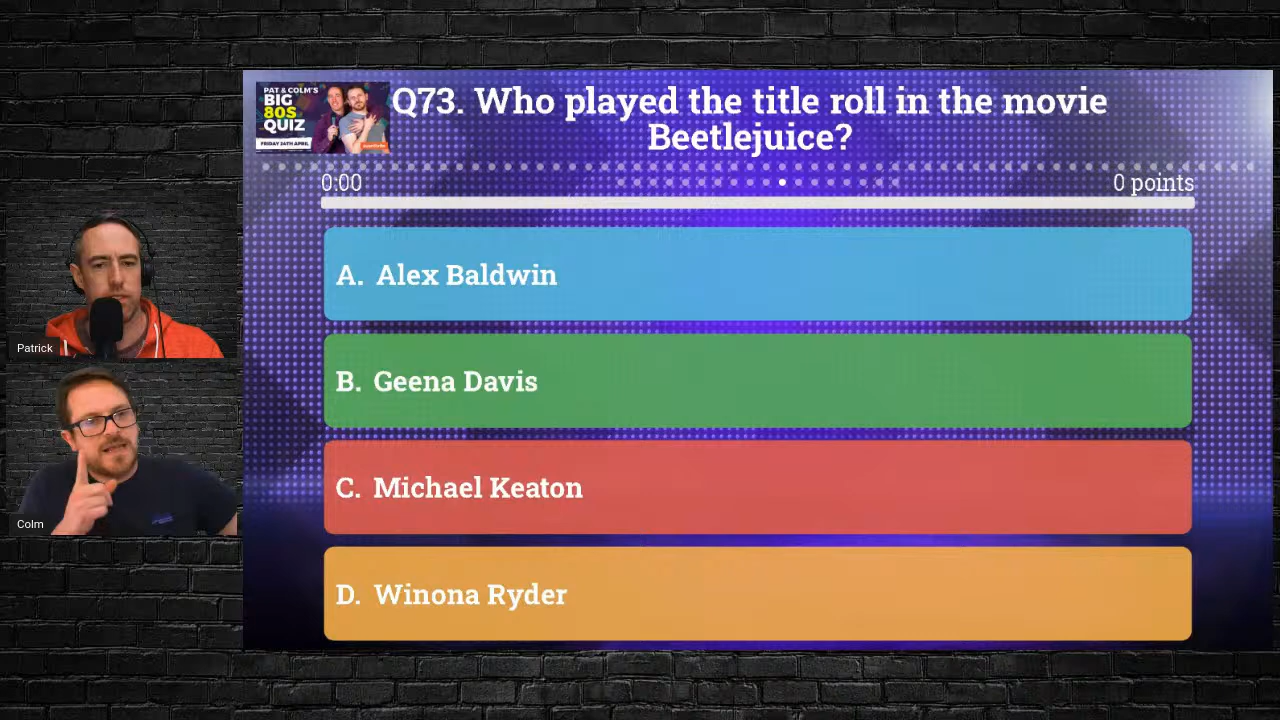 PAT & COLM'S
BIG
80S
QUIZ
FRIDAY 24TH APRIL
Q73. Who played the title roll in the movie
Beetlejuice?
0:00
0 points
A. Alex Baldwin
B. Geena Davis
C. Michael Keaton
D. Winona Ryder
Patrick
Colm